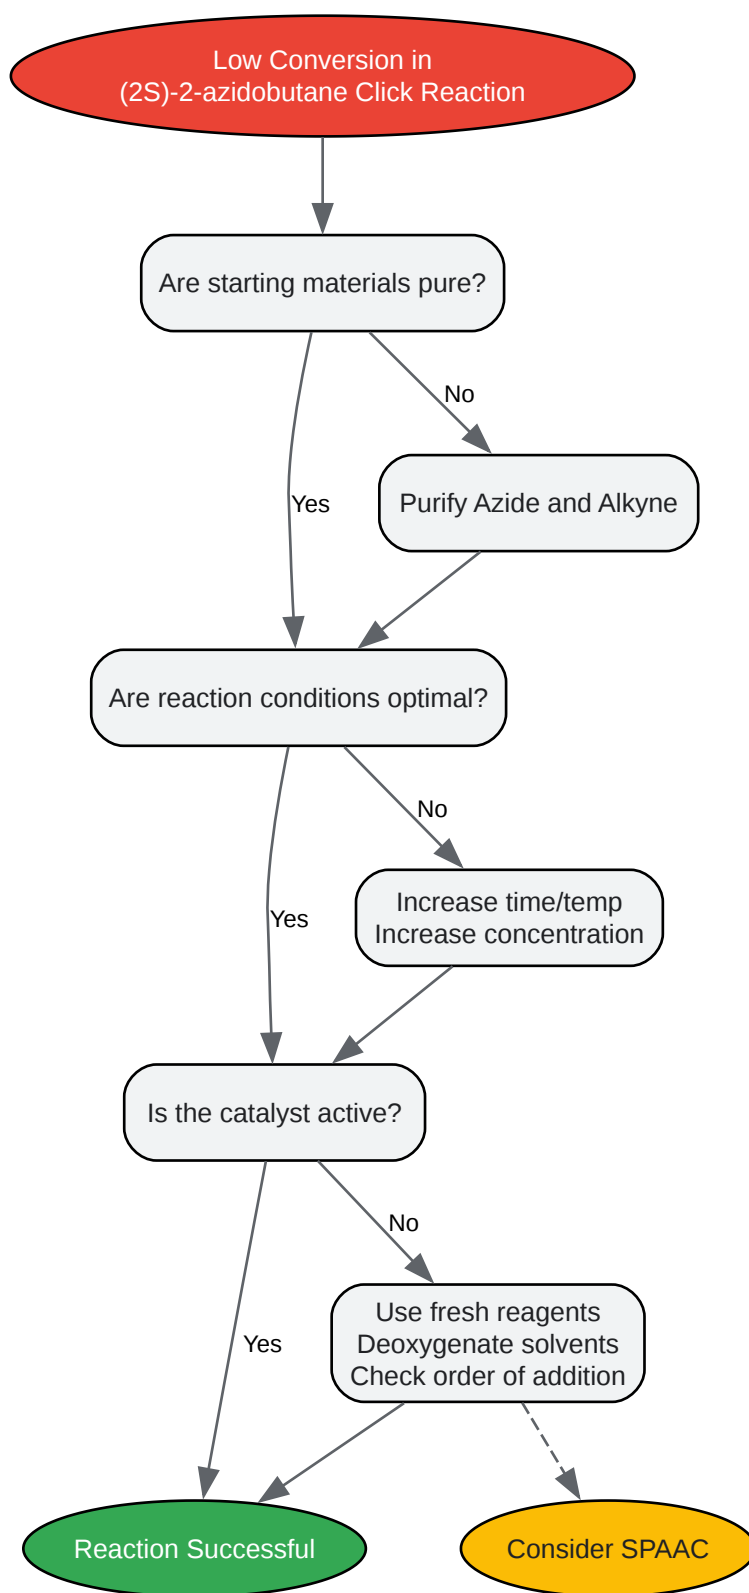 Low Conversion in
(2S)-2-azidobutane Click Reaction
Are starting materials pure?
No
Yes
Purify Azide and Alkyne
Are reaction conditions optimal?
No
Yes
Increase time/temp
Increase concentration
Is the catalyst active?
No
Yes
Use fresh reagents
Deoxygenate solvents
Check order of addition
Reaction Successful
Consider SPAAC